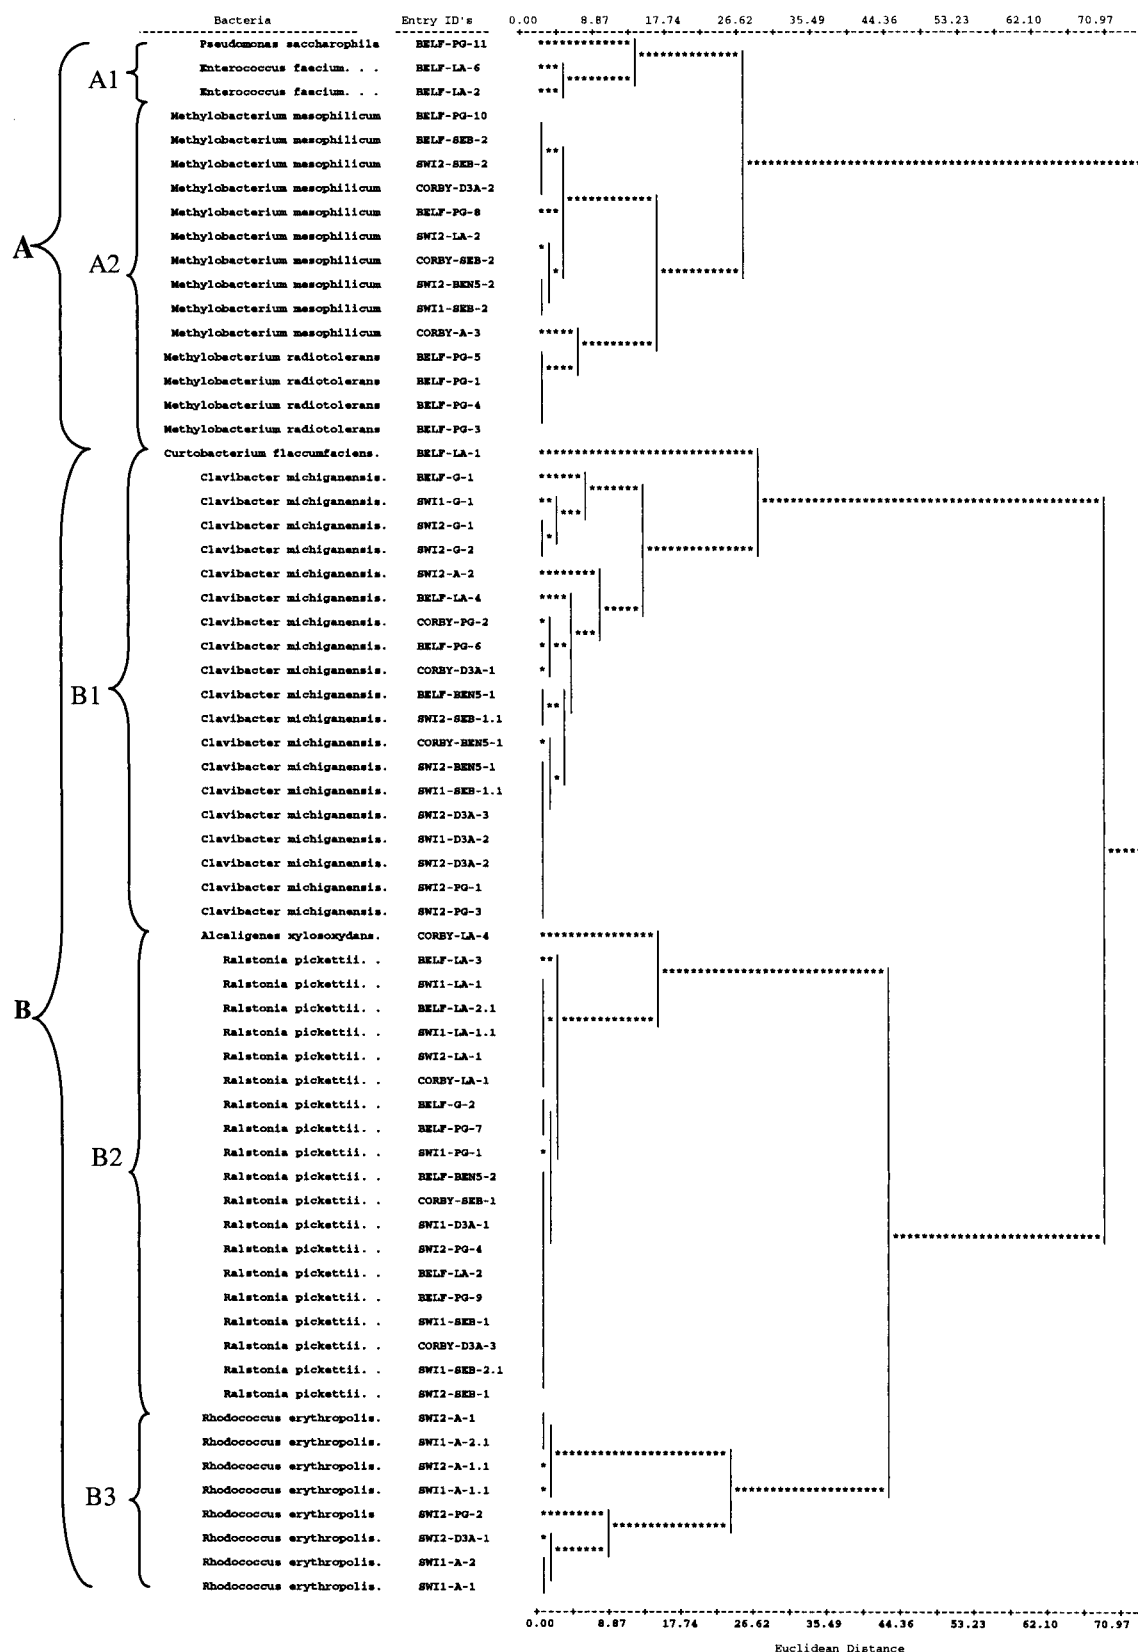 Bacteria Entry ID's 0.00 8.87 17.74 26.62 35.49 44.36 53.23 62.10 70.97
Pseudomonas saccharophila BELF-PG-11
A1 Enterococcus faecium. . . BELF-LA-6
Enterococcus faecium. . . BELF-LA-2
Methylobacterium mesophilicum BELF-PG-10
Methylobacterium mesophilicum BELF-SEB-2
Methylobacterium mesophilicum SWI2-SEB-2
Methylobacterium mesophilicum CORBY-D3A-2
Methylobacterium mesophilicum BELF-PG-8
Methylobacterium mesophilicum SWI2-LA-2
A A2 Methylobacterium mesophilicum CORBY-SEB-2
Methylobacterium mesophilicum SWI2-BEN5-2
Methylobacterium mesophilicum SWI1-SEB-2
Methylobacterium mesophilicum CORBY-A-3
Methylobacterium radiotolerans BELF-PG-5
Methylobacterium radiotolerans BELF-PG-1
Methylobacterium radiotolerans BELF-PG-4
Methylobacterium radiotolerans BELF-PG-3
Curtobacterium flaccumfaciens. BELF-LA-1
Clavibacter michiganensis. BELF-G-1
Clavibacter michiganensis. SWI1-G-1
Clavibacter michiganensis. SWI2-G-1
Clavibacter michiganensis. SWI2-G-2
Clavibacter michiganensis. SWI2-A-2
Clavibacter michiganensis. BELF-LA-4
Clavibacter michiganensis. CORBY-PG-2
Clavibacter michiganensis. BELF-PG-6
Clavibacter michiganensis. CORBY-D3A-1
B1 Clavibacter michiganensis. BELF-BEN5-1
Clavibacter michiganensis. SWI2-SEB-1.1
Clavibacter michiganensis. CORBY-BEN5-1
Clavibacter michiganensis. SWI2-BEN5-1
Clavibacter michiganensis. SWI1-SEB-1.1
Clavibacter michiganensis. SWI2-D3A-3
Clavibacter michiganensis. SWI1-D3A-2
Clavibacter michiganensis. SWI2-D3A-2
Clavibacter michiganensis. SWI2-PG-1
Clavibacter michiganensis. SWI2-PG-3
Alcaligenes xylosoxydans. CORBY-LA-4
Ralstonia pickettii. . BELF-LA-3
Ralstonia pickettii. . SWI1-LA-1
B Ralstonia pickettii. . BELF-LA-2.1
Ralstonia pickettii. . SWI1-LA-1.1
Ralstonia pickettii. . SWI2-LA-1
Ralstonia pickettii. . CORBY-LA-1
Ralstonia pickettii. . BELF-G-2
Ralstonia pickettii. . BELF-PG-7
B2 Ralstonia pickettii. . SWI1-PG-1
Ralstonia pickettii. . BELF-BEN5-2
Ralstonia pickettii. . CORBY-SEB-1
Ralstonia pickettii. . SWI1-D3A-1
Ralstonia pickettii. . SWI2-PG-4
Ralstonia pickettii. . BELF-LA-2
Ralstonia pickettii. . BELF-PG-9
Ralstonia pickettii. . SWI1-SEB-1
Ralstonia pickettii. . CORBY-D3A-3
Ralstonia pickettii. . SWI1-SEB-2.1
Ralstonia pickettii. . SWI2-SEB-1
Rhodococcus erythropolis. SWI2-A-1
Rhodococcus erythropolis. SWI1-A-2.1
Rhodococcus erythropolis. SWI2-A-1.1
B3 Rhodococcus erythropolis. SWI1-A-1.1
Rhodococcus erythropolis SWI2-PG-2
Rhodococcus erythropolis. SWI2-D3A-1
Rhodococcus erythropolis. SWI1-A-2
Rhodococcus erythropolis. SWI1-A-1
0.00 8.87 17.74 26.62 35.49 44.36 53.23 62.10 70.97
Euclidean Distance